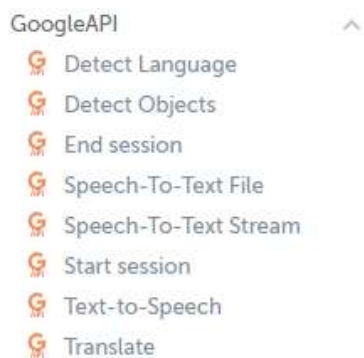 GoogleAPI
Detect Language
Detect Objects
End session
Speech-To-Text File
Speech-To-Text Stream
Start session
Text-to-Speech
Translate